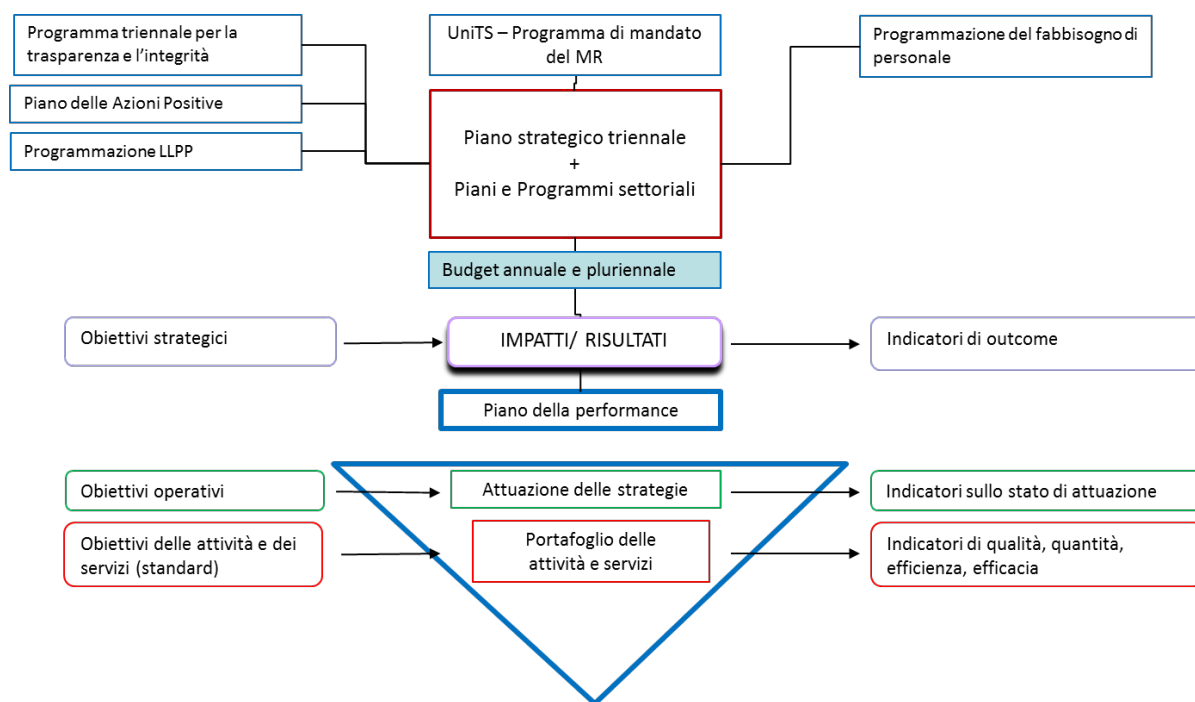 Programma triennale per la
trasparenza e l'integrità
UniTS – Programma di mandato
del MR
Programmazione del fabbisogno di
personale
Piano delle Azioni Positive
Programmazione LLPP
Piano strategico triennale
+
Piani e Programmi settoriali
Budget annuale e pluriennale
Obiettivi strategici
IMPATTI/ RISULTATI
Indicatori di outcome
Piano della performance
Obiettivi operativi
Attuazione delle strategie
Indicatori sullo stato di attuazione
Obiettivi delle attività e dei
servizi (standard)
Portafoglio delle
attività e servizi
Indicatori di qualità, quantità,
efficienza, efficacia